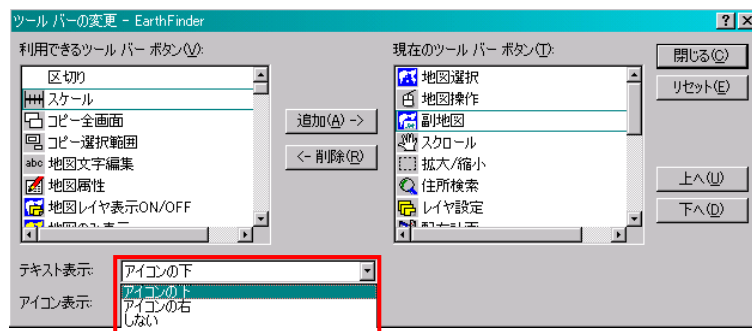 ツール バーの変更 - EarthFinder
利用できるツール バー ボタン(V):
区切り
スケール
コピー全画面
コピー選択範囲
abc 地図文字編集
地図属性
地図レイヤ表示ON/OFF
追加(A) ->
<- 削除(R)
現在のツール バー ボタン(T):
地図選択
地図操作
副地図
スクロール
拡大/縮小
住所検索
レイヤ設定
閉じる(C)
リセット(E)
上へ(U)
下へ(D)
テキスト表示: アイコンの下
アイコンの下
アイコンの右
しない
アイコン表示: